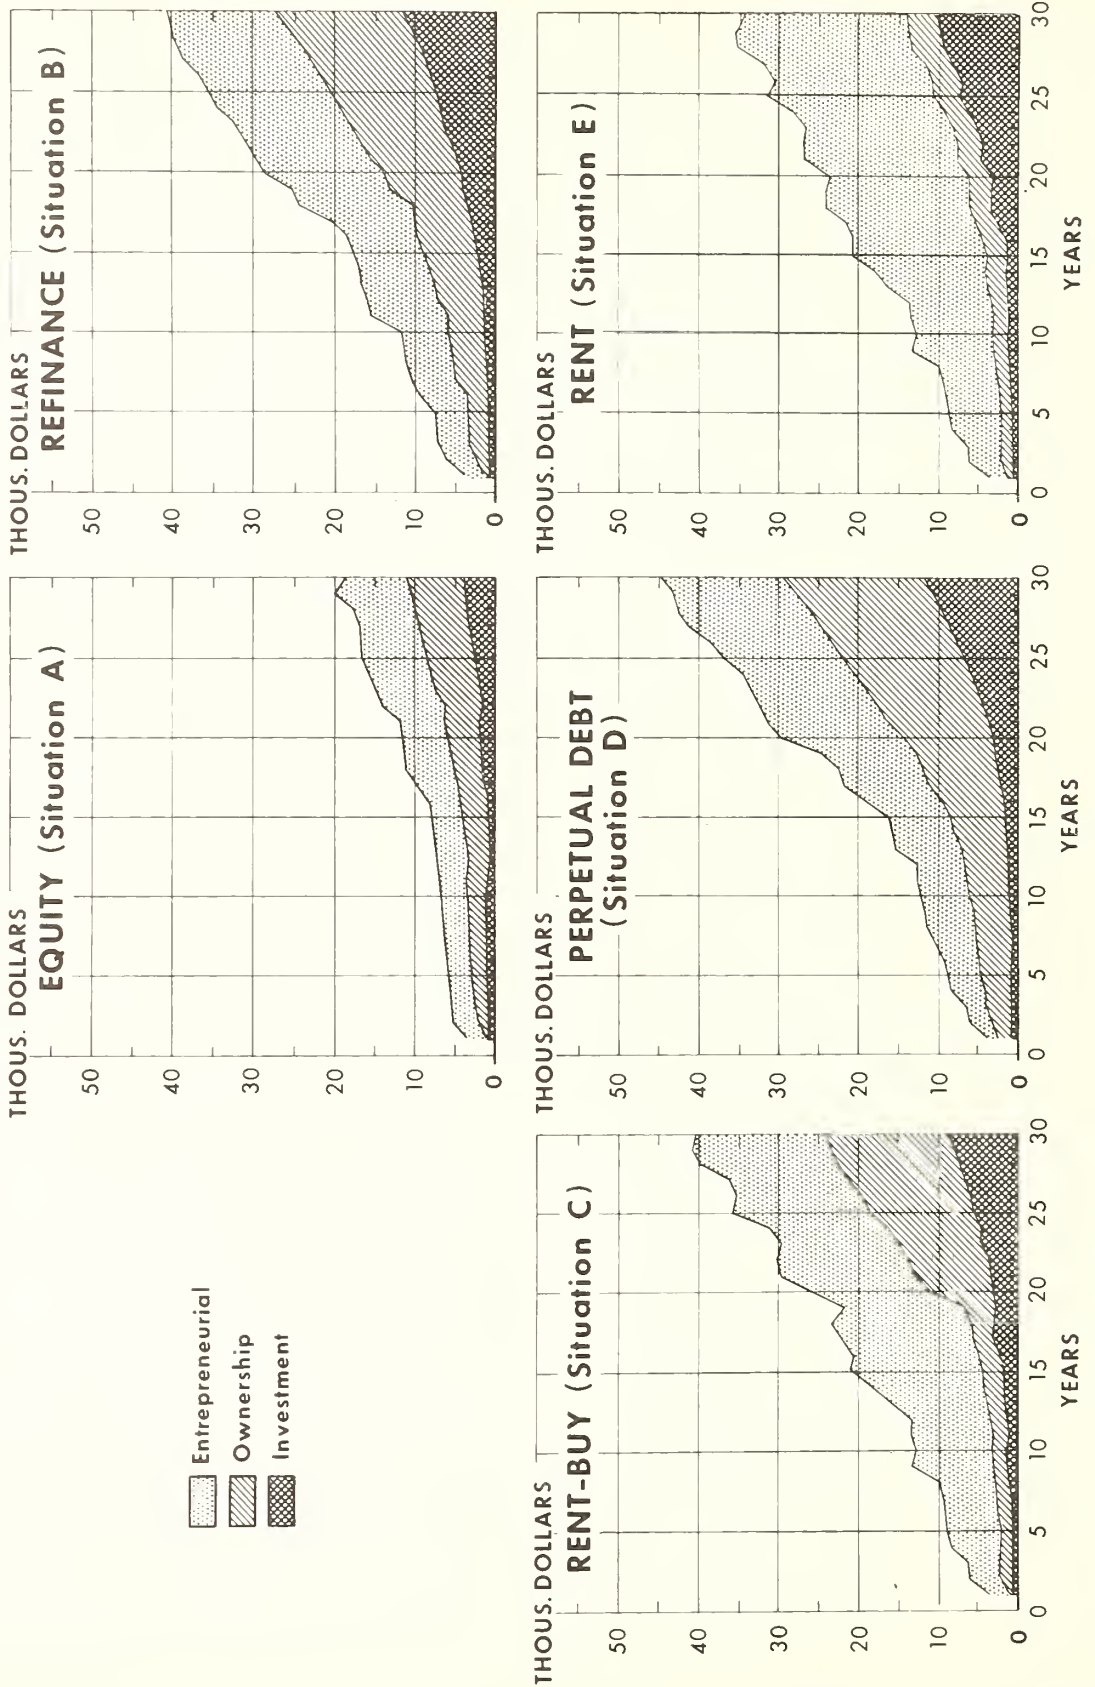 THOUS. DOLLARS
EQUITY (Situation A)
50
40
30
20
10
0
THOUS. DOLLARS
REFINANCE (Situation B)
50
40
30
20
10
0
Entrepreneurial
Ownership
Investment
THOUS. DOLLARS
RENT-BUY (Situation C)
50
40
30
20
10
0
0 5 10 15 20 25 30
YEARS
THOUS. DOLLARS
PERPETUAL DEBT
(Situation D)
50
40
30
20
10
0
0 5 10 15 20 25 30
YEARS
THOUS. DOLLARS
RENT (Situation E)
50
40
30
20
10
0
0 5 10 15 20 25 30
YEARS